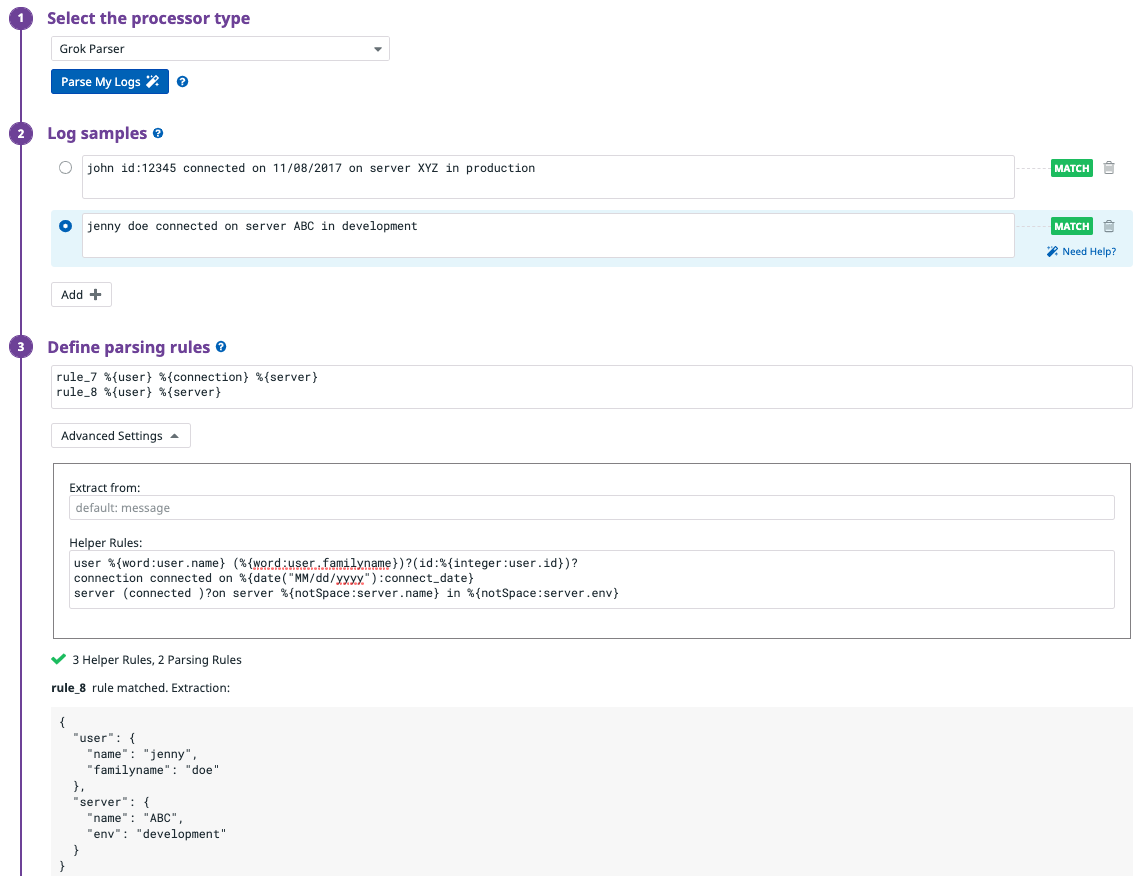 1 Select the processor type
Grok Parser
Parse My Logs ?
2 Log samples ?
john id:12345 connected on 11/08/2017 on server XYZ in production MATCH
jenny doe connected on server ABC in development MATCH
Need Help?
Add +
3 Define parsing rules ?
rule_7 %{user} %{connection} %{server}
rule_8 %{user} %{server}
Advanced Settings
Extract from:
default: message
Helper Rules:
user %{word:user.name} (%{word:user.familyname})?(id:%{integer:user.id})?
connection connected on %{date("MM/dd/yyyy"):connect_date}
server (connected )?on server %{notSpace:server.name} in %{notSpace:server.env}
3 Helper Rules, 2 Parsing Rules
rule_8 rule matched. Extraction:
{
  "user": {
    "name": "jenny",
    "familyname": "doe"
  },
  "server": {
    "name": "ABC",
    "env": "development"
  }
}